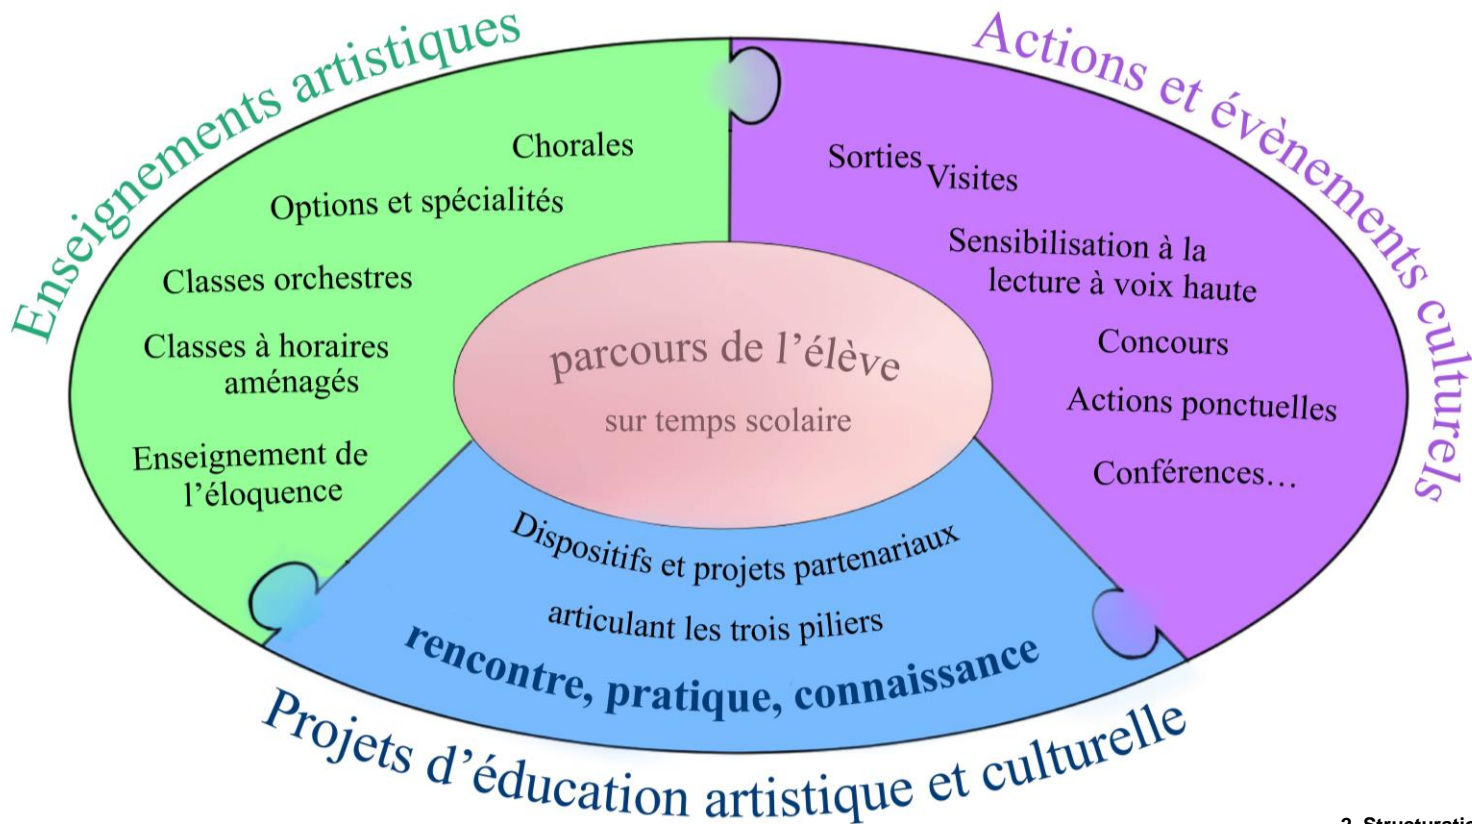 Enseignements artistiques
Chorales
Options et spécialités
Classes orchestres
Classes à horaires
aménagés
Enseignement de
l’éloquence
Actions et évènements culturels
Sorties
Visites
Sensibilisation à la
lecture à voix haute
Concours
Actions ponctuelles
Conférences…
parcours de l’élève
sur temps scolaire
Dispositifs et projets partenariaux
articulant les trois piliers
rencontre, pratique, connaissance
Projets d’éducation artistique et culturelle